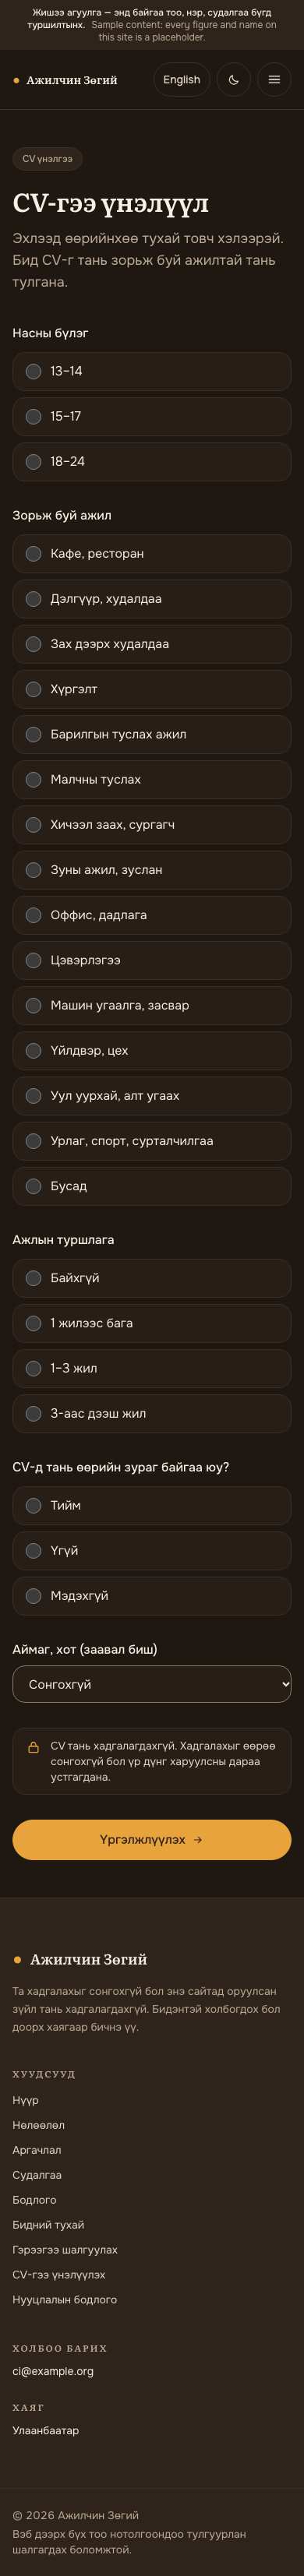 Жишээ агуулга — энд байгаа тоо, нэр, судалгаа бүгд
туршилтынх. Sample content: every figure and name on
this site is a placeholder.
Ажилчин Зөгий
English
CV үнэлгээ
CV-гээ үнэлүүл
Эхлээд өөрийнхөө тухай товч хэлээрэй.
Бид CV-г тань зорьж буй ажилтай тань
тулгана.
Насны бүлэг
13–14
15–17
18–24
Зорьж буй ажил
Кафе, ресторан
Дэлгүүр, худалдаа
Зах дээрх худалдаа
Хүргэлт
Барилгын туслах ажил
Малчны туслах
Хичээл заах, сургагч
Зуны ажил, зуслан
Оффис, дадлага
Цэвэрлэгээ
Машин угаалга, засвар
Үйлдвэр, цех
Уул уурхай, алт угаах
Урлаг, спорт, сурталчилгаа
Бусад
Ажлын туршлага
Байхгүй
1 жилээс бага
1–3 жил
3-аас дээш жил
CV-д тань өөрийн зураг байгаа юу?
Тийм
Үгүй
Мэдэхгүй
Аймаг, хот (заавал биш)
Сонгохгүй
CV тань хадгалагдахгүй. Хадгалахыг өөрөө
сонгохгүй бол үр дүнг харуулсны дараа
устгагдана.
Үргэлжлүүлэх →
Ажилчин Зөгий
Та хадгалахыг сонгохгүй бол энэ сайтад оруулсан
зүйл тань хадгалагдахгүй. Бидэнтэй холбогдох бол
доорх хаягаар бичнэ үү.
ХУУДСУУД
Нүүр
Нөлөөлөл
Аргачлал
Судалгаа
Бодлого
Бидний тухай
Гэрээгээ шалгуулах
CV-гээ үнэлүүлэх
Нууцлалын бодлого
ХОЛБОО БАРИХ
ci@example.org
ХАЯГ
Улаанбаатар
© 2026 Ажилчин Зөгий
Вэб дээрх бүх тоо нотолгоондоо тулгуурлан
шалгагдах боломжтой.